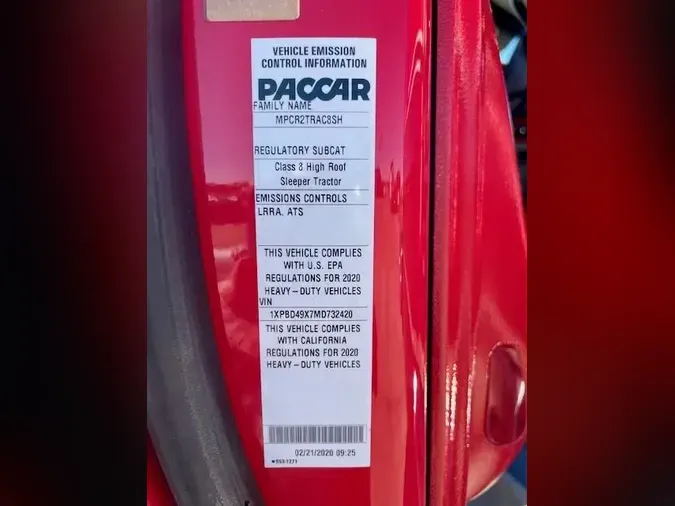 VEHICLE EMISSION
CONTROL INFORMATION
PACCAR
FAMILY NAME
MPCR2TRAC8SH
REGULATORY SUBCAT
Class 8 High Roof
Sleeper Tractor
EMISSIONS CONTROLS
LRRA, ATS
THIS VEHICLE COMPLIES
WITH U.S. EPA
REGULATIONS FOR 2020
HEAVY-DUTY VEHICLES
VIN
1XPBD49X7MD732420
THIS VEHICLE COMPLIES
WITH CALIFORNIA
REGULATIONS FOR 2020
HEAVY-DUTY VEHICLES
02/21/2020 09:25